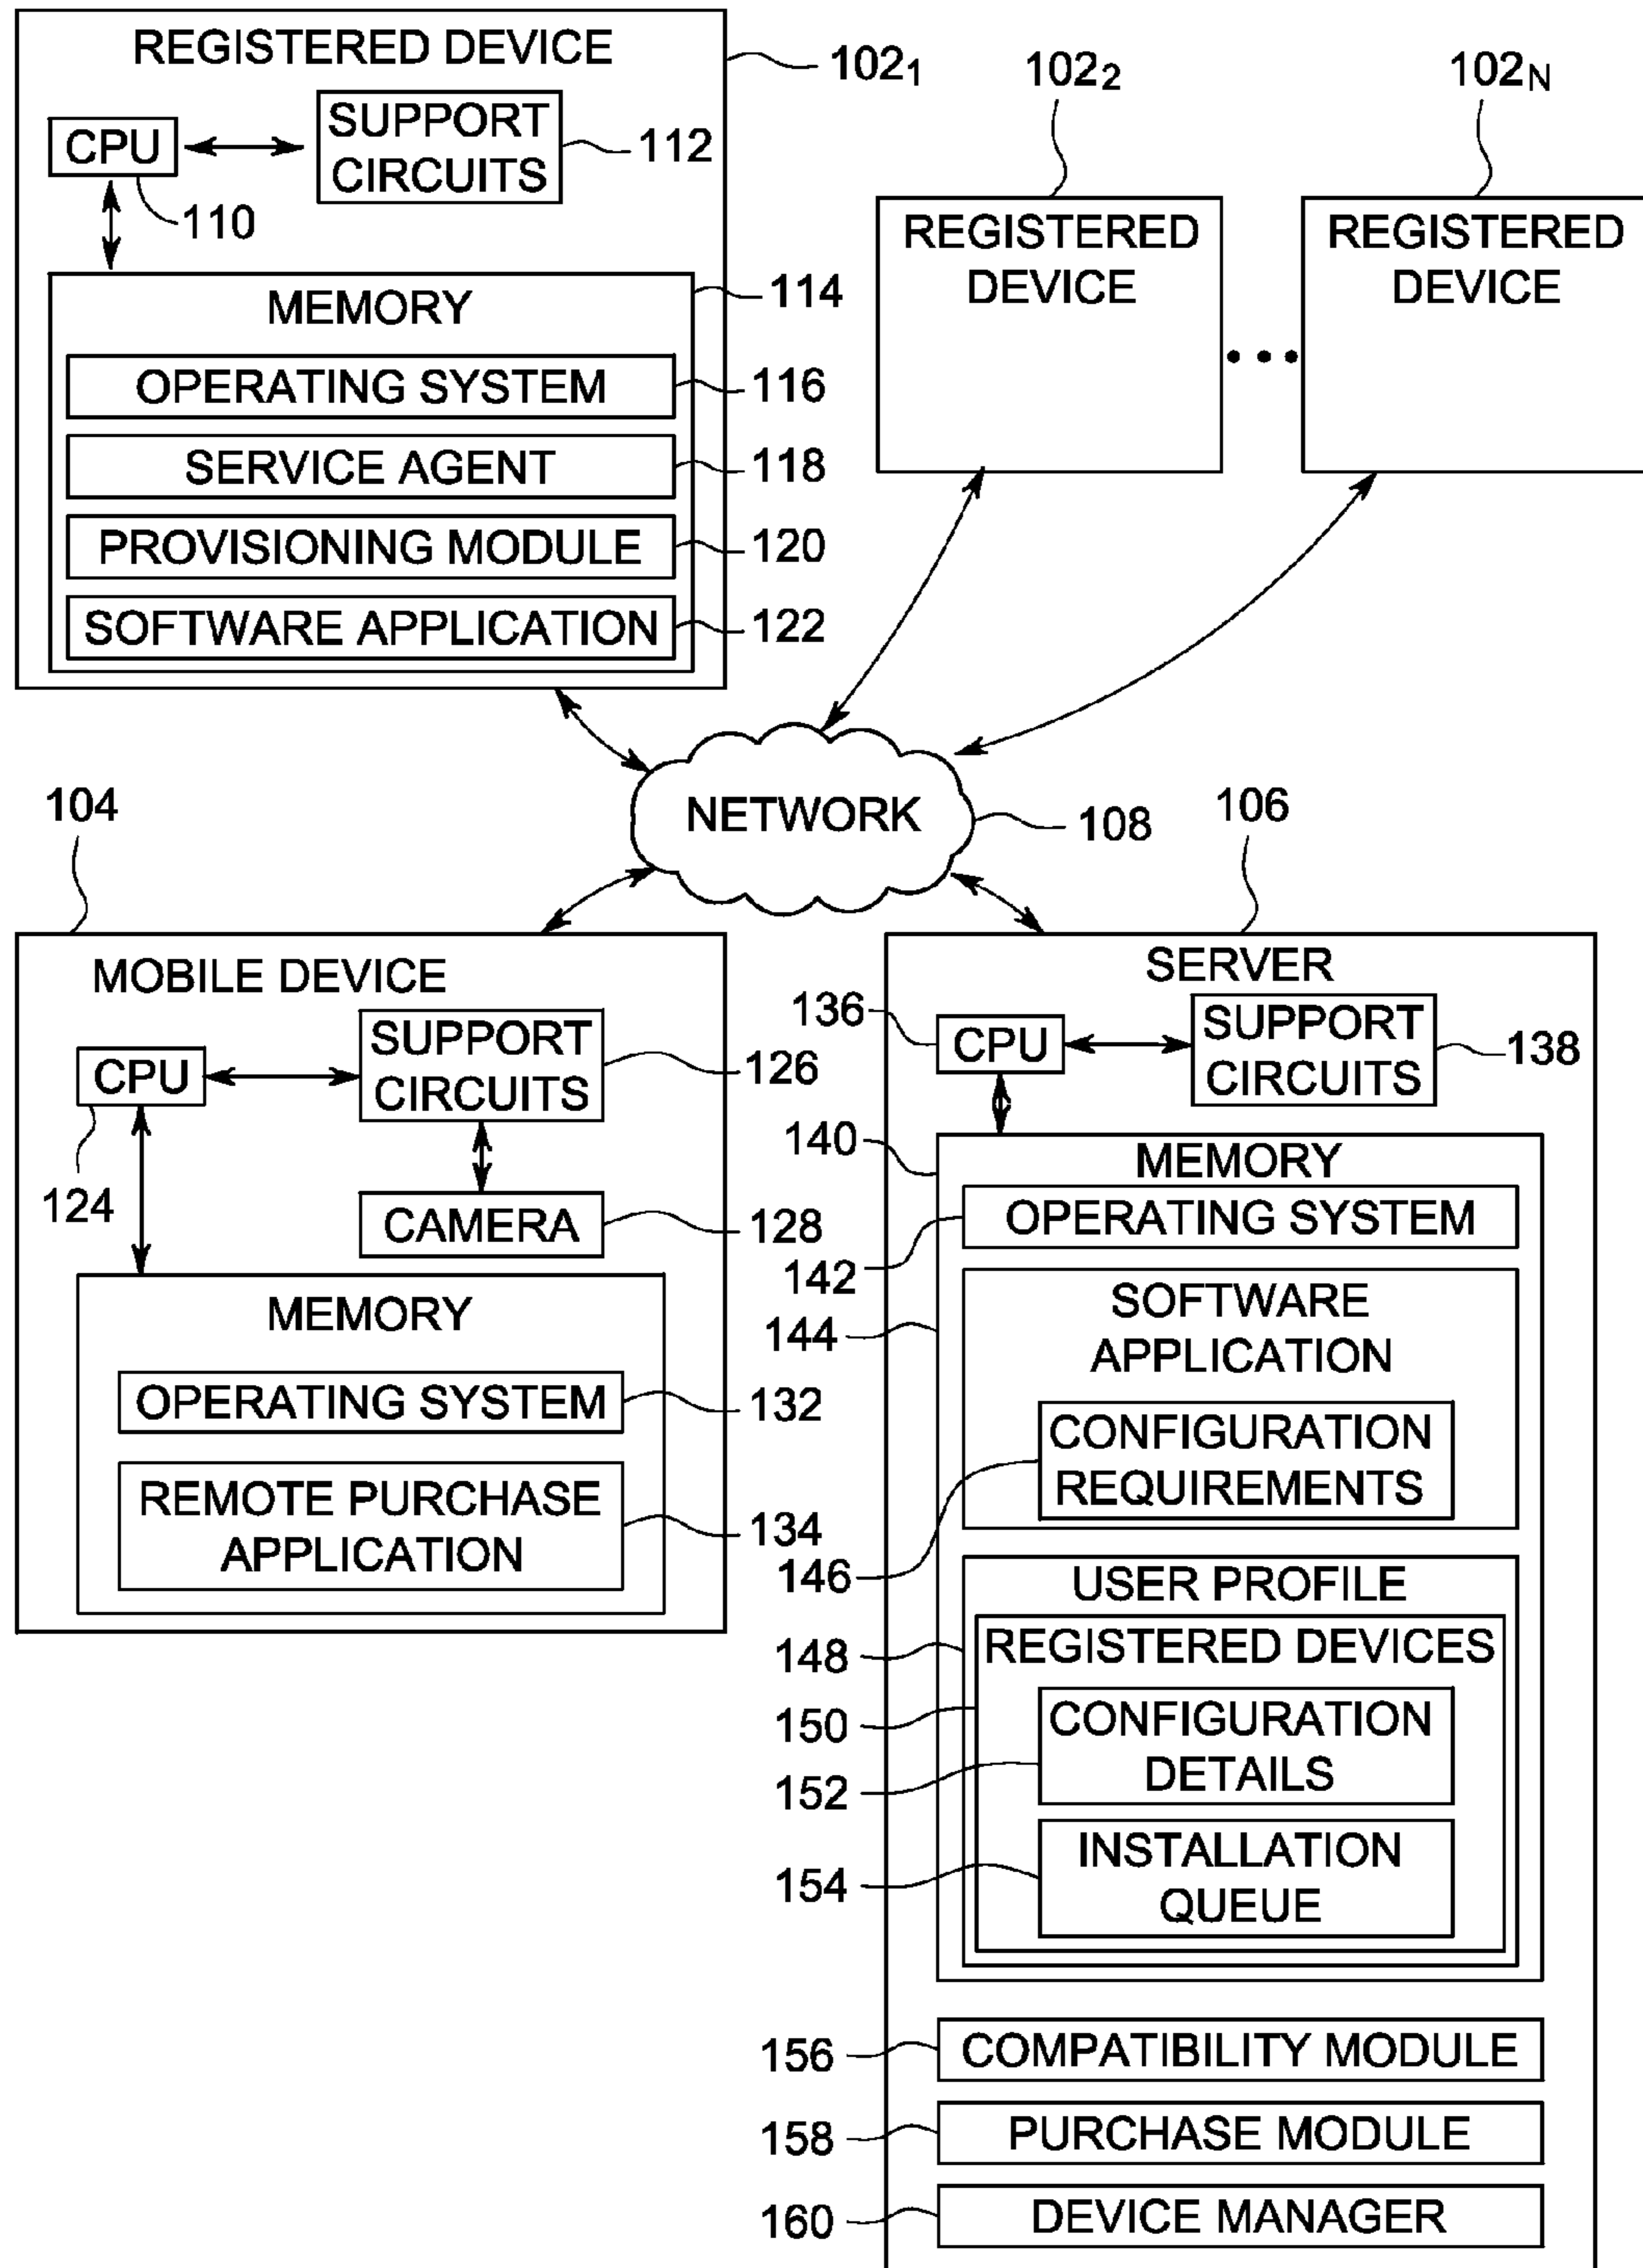 REGISTERED DEVICE
102₁
CPU
110
SUPPORT
CIRCUITS
112
MEMORY
114
OPERATING SYSTEM
116
SERVICE AGENT
118
PROVISIONING MODULE
120
SOFTWARE APPLICATION
122
102₂
REGISTERED
DEVICE
•••
102N
REGISTERED
DEVICE
NETWORK
108
104
MOBILE DEVICE
CPU
124
SUPPORT
CIRCUITS
126
CAMERA
128
MEMORY
OPERATING SYSTEM
132
REMOTE PURCHASE
APPLICATION
134
106
SERVER
136
CPU
SUPPORT
CIRCUITS
138
140
MEMORY
OPERATING SYSTEM
142
SOFTWARE
APPLICATION
144
CONFIGURATION
REQUIREMENTS
146
USER PROFILE
148
REGISTERED DEVICES
150
CONFIGURATION
DETAILS
152
INSTALLATION
QUEUE
154
156
COMPATIBILITY MODULE
158
PURCHASE MODULE
160
DEVICE MANAGER